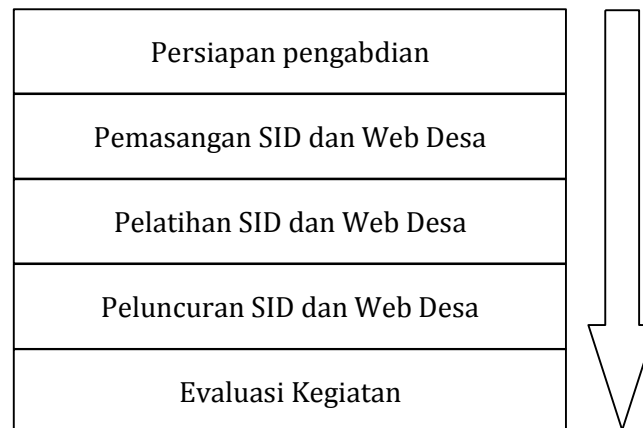 Persiapan pengabdian
Pemasangan SID dan Web Desa
Pelatihan SID dan Web Desa
Peluncuran SID dan Web Desa
Evaluasi Kegiatan